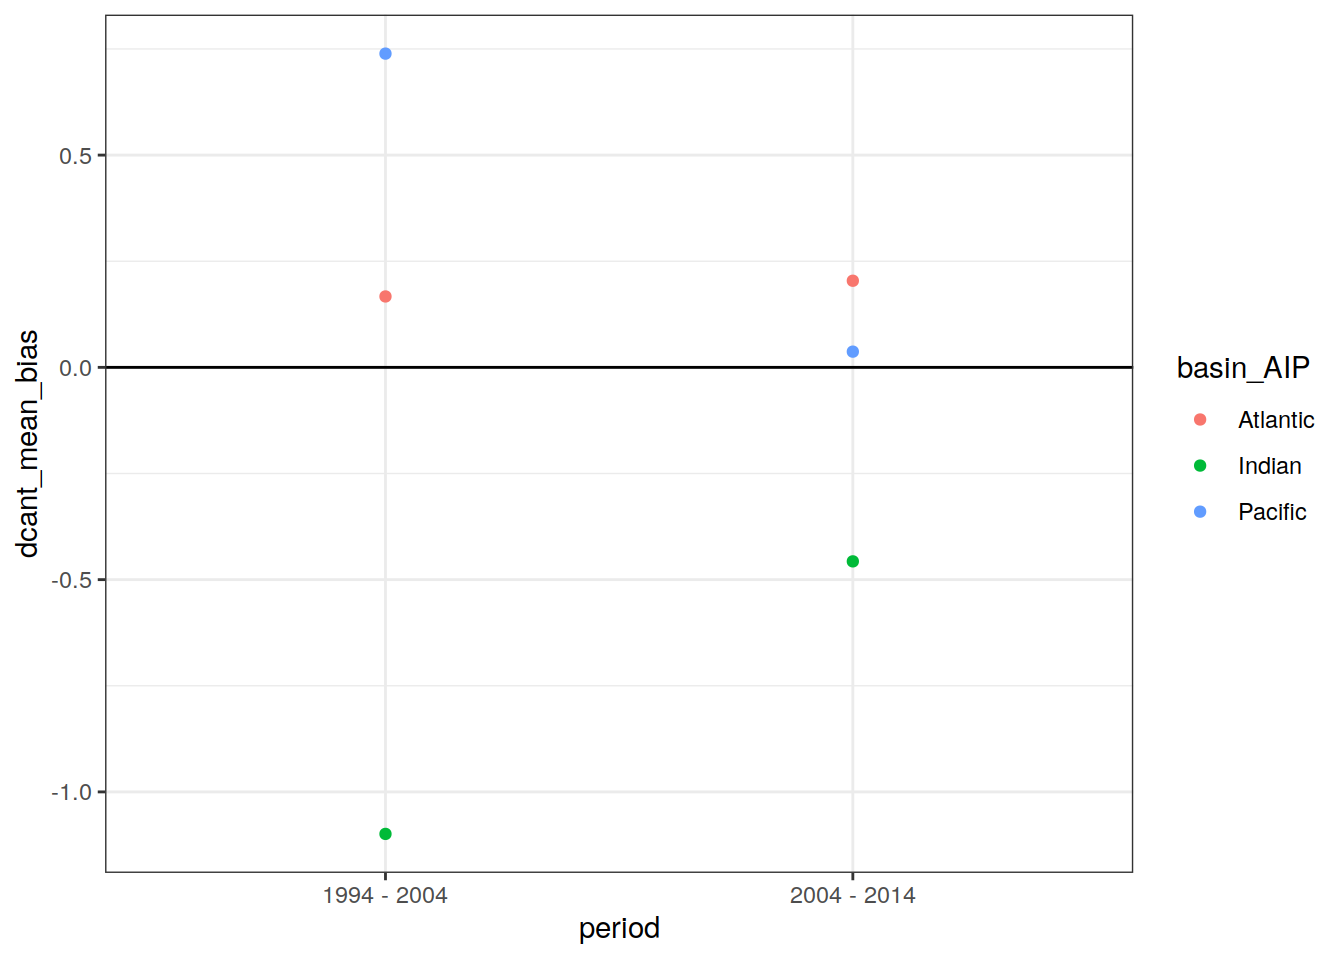 dcant_mean_bias
0.5
0.0
-0.5
-1.0
1994 - 2004
2004 - 2014
period
basin_AIP
Atlantic
Indian
Pacific